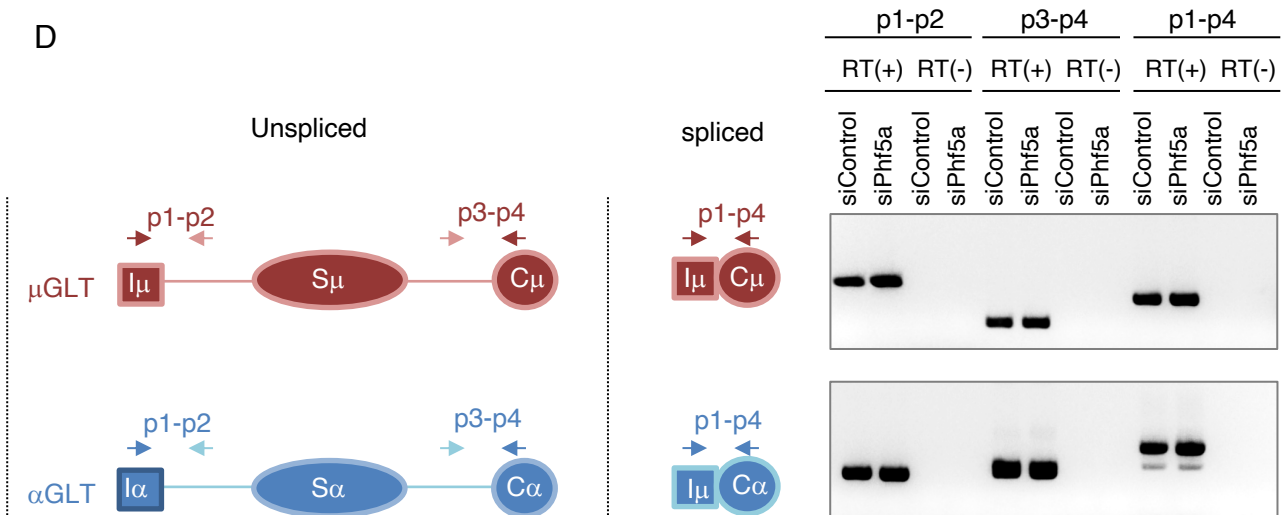 D
p1-p2 p3-p4 p1-p4
RT(+) RT(-) RT(+) RT(-) RT(+) RT(-)
siControl siPhf5a siControl siPhf5a siControl siPhf5a siControl siPhf5a siControl siPhf5a siControl siPhf5a
Unspliced spliced
p1-p2 p3-p4 p1-p4
μGLT Iμ Sμ Cμ Iμ Cμ
p1-p2 p3-p4 p1-p4
αGLT Iα Sα Cα Iμ Cα